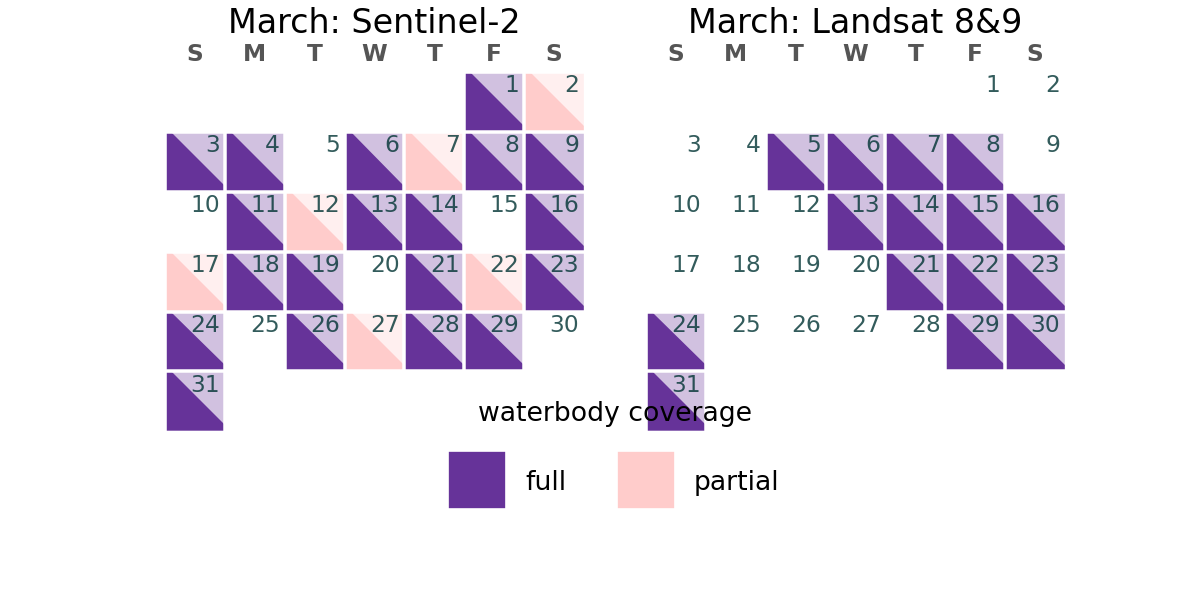 March: Sentinel-2
S M T W T F S
1 2
3 4 5 6 7 8 9
10 11 12 13 14 15 16
17 18 19 20 21 22 23
24 25 26 27 28 29 30
31
March: Landsat 8&9
S M T W T F S
1 2
3 4 5 6 7 8 9
10 11 12 13 14 15 16
17 18 19 20 21 22 23
24 25 26 27 28 29 30
31
waterbody coverage
full partial